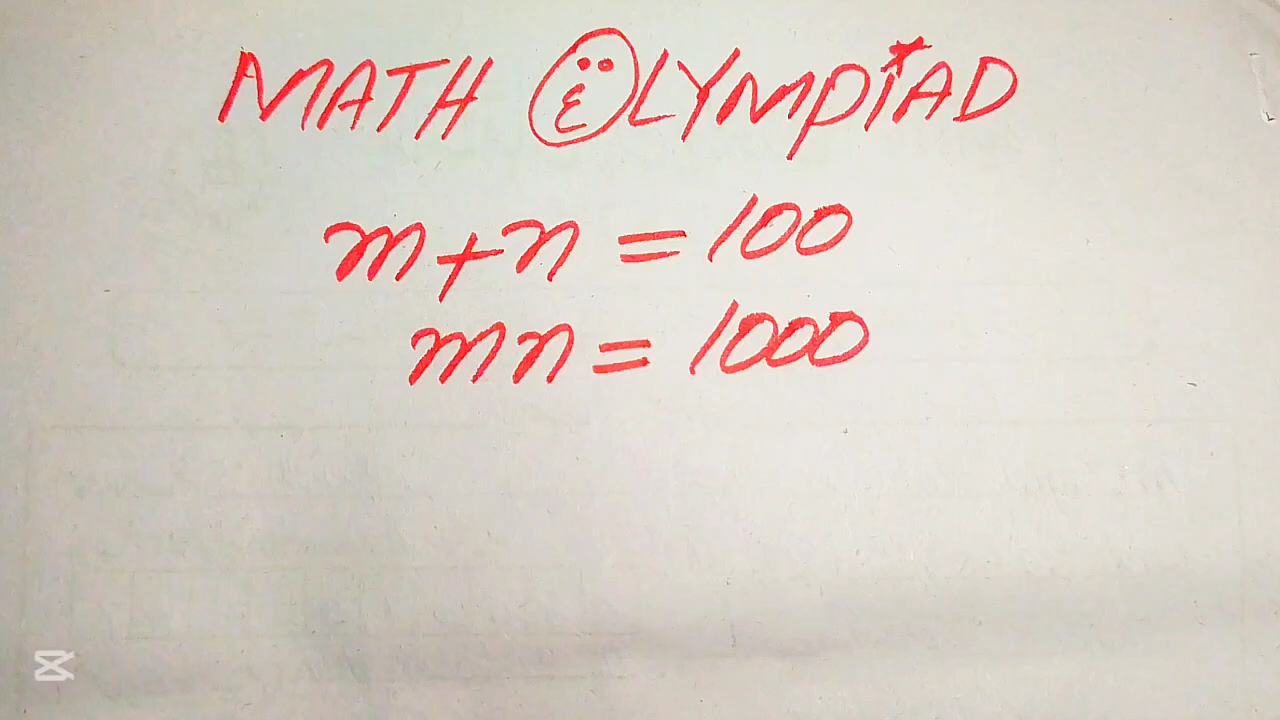 MATH OLYMPIAD
m+n = 100
mn = 1000